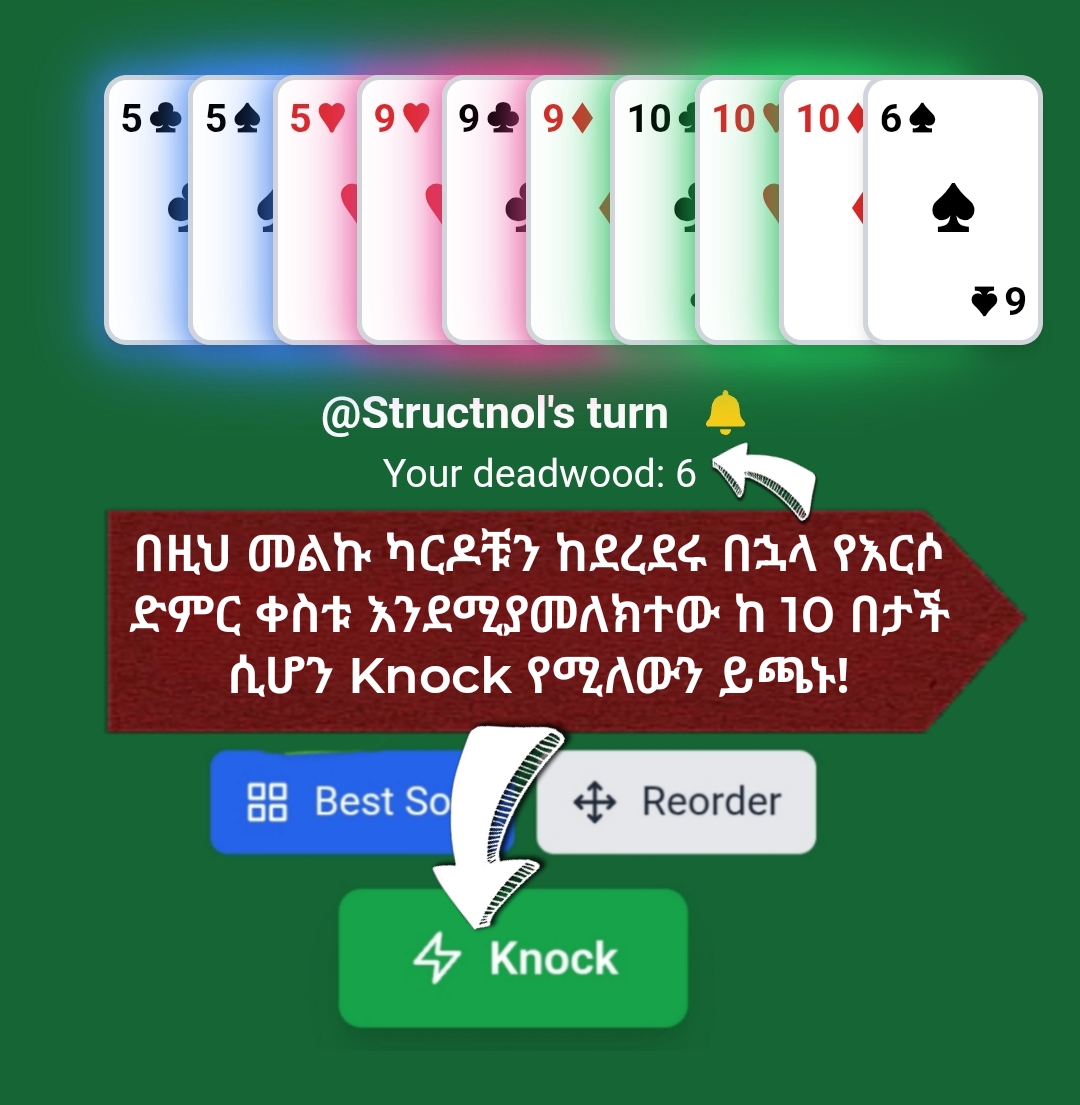 5♣ 5♠ 5♥ 9♥ 9♣ 9♦ 10♣ 10♥ 10♦ 6♠
6♠
@Structnol's turn
Your deadwood: 6
በዚህ መልኩ ካርዶቹን ከደረደሩ በኋላ የእርሶ
ድምር ቀስቱ እንደሚያመለክተው ከ 10 በታች
ሲሆን Knock የሚለውን ይጫኑ!
Best So
Reorder
Knock